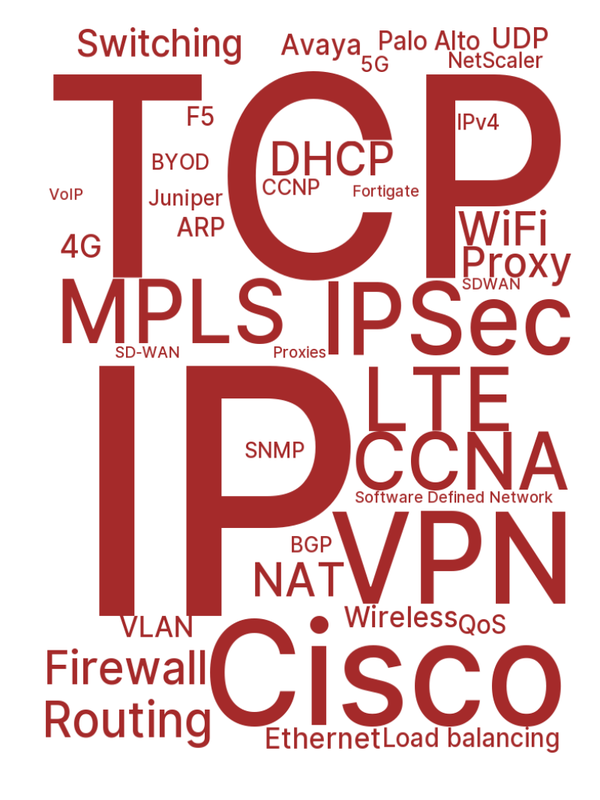 Switching
Avaya
Palo Alto
UDP
5G
NetScaler
TCP
F5
IPv4
BYOD
DHCP
CCNP
Fortigate
VoIP
Juniper
ARP
WiFi
4G
Proxy
MPLS
IPSec
SDWAN
SD-WAN
Proxies
IP
LTE
SNMP
CCNA
Software Defined Network
VPN
BGP
NAT
VLAN
Wireless
QoS
Cisco
Firewall
Routing
Ethernet
Load balancing